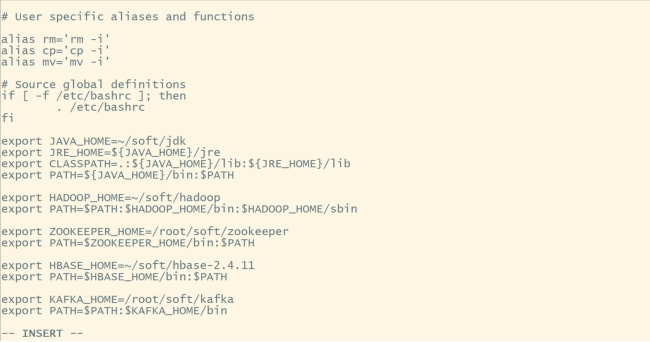 # User specific aliases and functions
alias rm='rm -i'
alias cp='cp -i'
alias mv='mv -i'
# Source global definitions
if [ -f /etc/bashrc ]; then
        . /etc/bashrc
fi
export JAVA_HOME=~/soft/jdk
export JRE_HOME=${JAVA_HOME}/jre
export CLASSPATH=.:${JAVA_HOME}/lib:${JRE_HOME}/lib
export PATH=${JAVA_HOME}/bin:$PATH
export HADOOP_HOME=~/soft/hadoop
export PATH=$PATH:$HADOOP_HOME/bin:$HADOOP_HOME/sbin
export ZOOKEEPER_HOME=/root/soft/zookeeper
export PATH=$ZOOKEEPER_HOME/bin:$PATH
export HBASE_HOME=~/soft/hbase-2.4.11
export PATH=$HBASE_HOME/bin:$PATH
export KAFKA_HOME=/root/soft/kafka
export PATH=$PATH:$KAFKA_HOME/bin
-- INSERT --